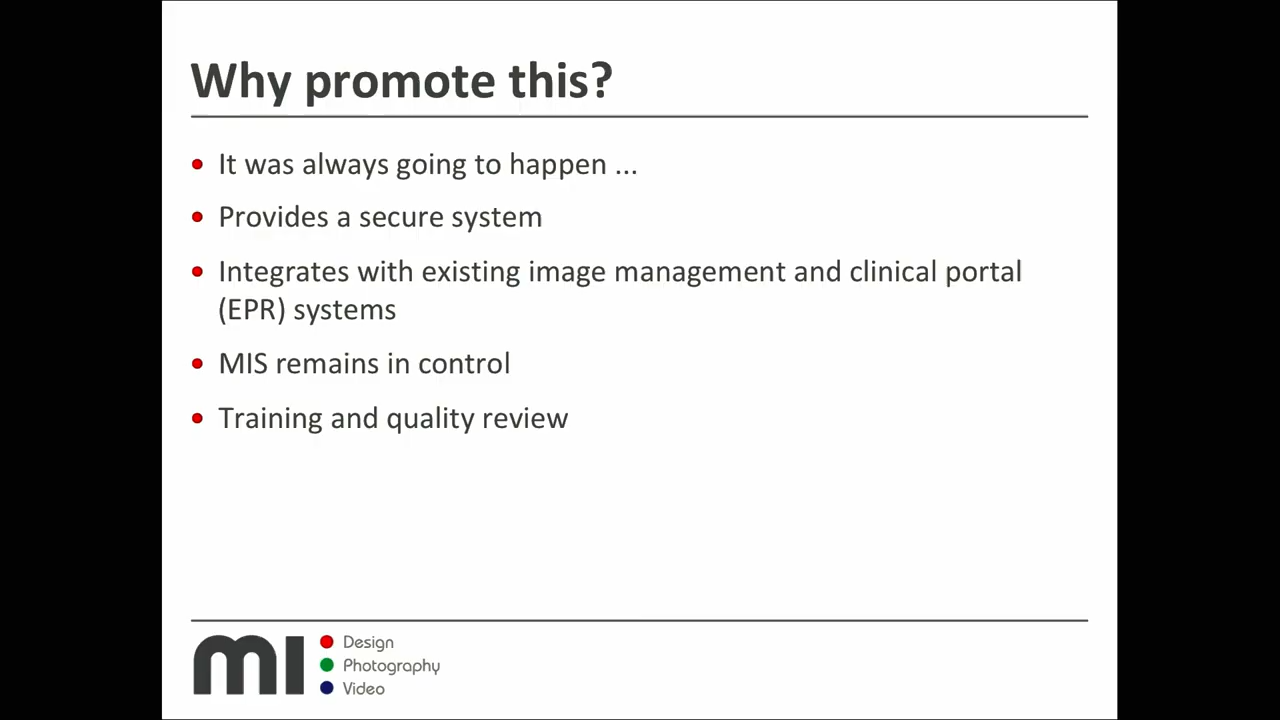 Why promote this?
It was always going to happen ...
Provides a secure system
Integrates with existing image management and clinical portal
(EPR) systems
MIS remains in control
Training and quality review
mi
Design
Photography
Video